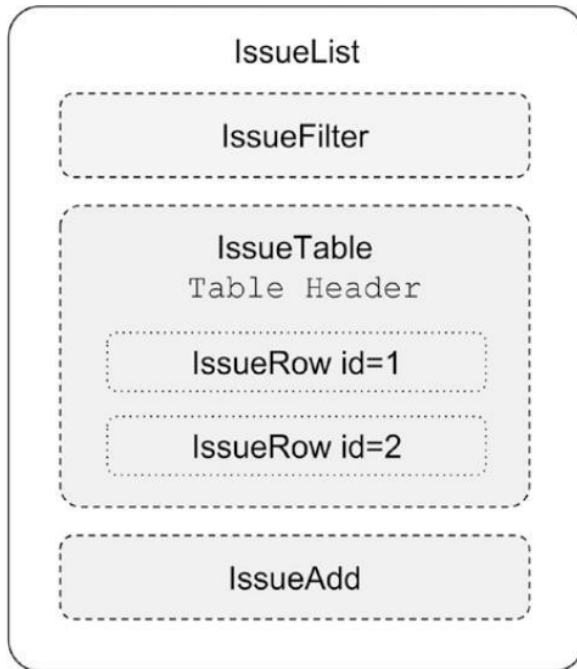 IssueList
IssueFilter
IssueTable
Table Header
IssueRow id=1
IssueRow id=2
IssueAdd